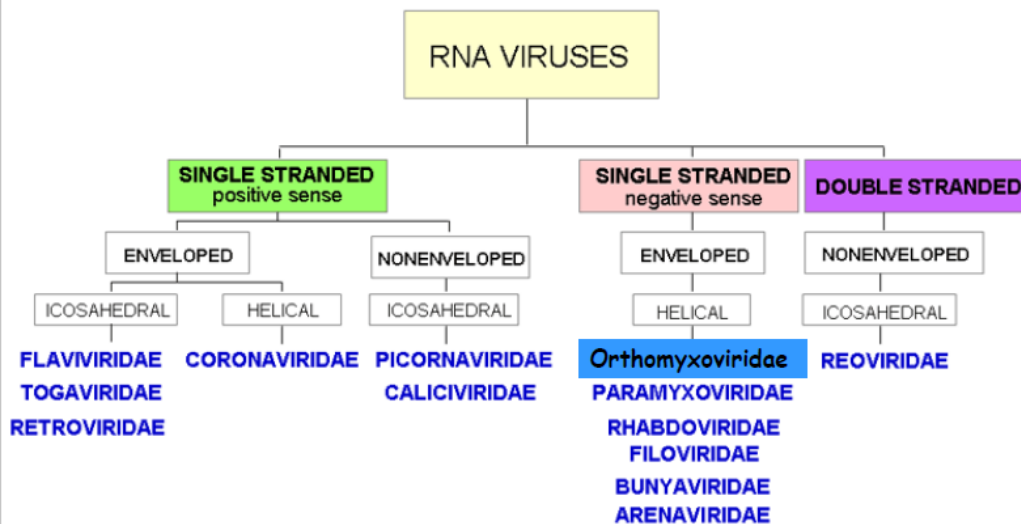 RNA VIRUSES
SINGLE STRANDED
positive sense
SINGLE STRANDED
negative sense
DOUBLE STRANDED
ENVELOPED
NONENVELOPED
ENVELOPED
NONENVELOPED
ICOSAHEDRAL
HELICAL
ICOSAHEDRAL
HELICAL
ICOSAHEDRAL
FLAVIVIRIDAE
TOGAVIRIDAE
RETROVIRIDAE
CORONAVIRIDAE
PICORNAVIRIDAE
CALICIVIRIDAE
Orthomyxoviridae
PARAMYXOVIRIDAE
RHABDOVIRIDAE
FILOVIRIDAE
BUNYAVIRIDAE
ARENAVIRIDAE
REOVIRIDAE